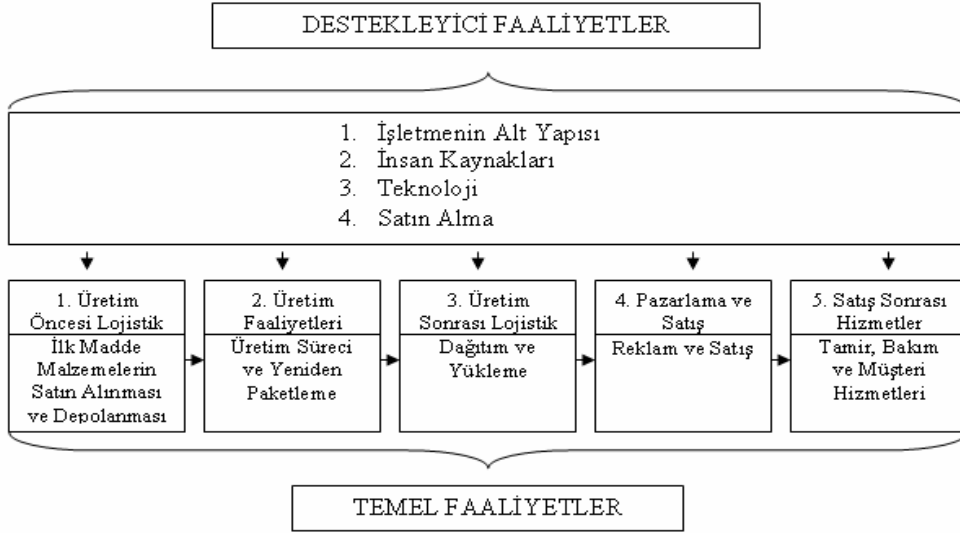 DESTEKLEYİCİ FAALİYETLER
1. İşletmenin Alt Yapısı
2. İnsan Kaynakları
3. Teknoloji
4. Satın Alma
1. Üretim
Öncesi Lojistik
İlk Madde
Malzemelerin
Satın Alınması
ve Depolanması
2. Üretim
Faaliyetleri
Üretim Süreci
ve Yeniden
Paketleme
3. Üretim
Sonrası Lojistik
Dağıtım ve
Yükleme
4. Pazarlama ve
Satış
Reklam ve Satış
5. Satış Sonrası
Hizmetler
Tamir, Bakım
ve Müşteri
Hizmetleri
TEMEL FAALİYETLER